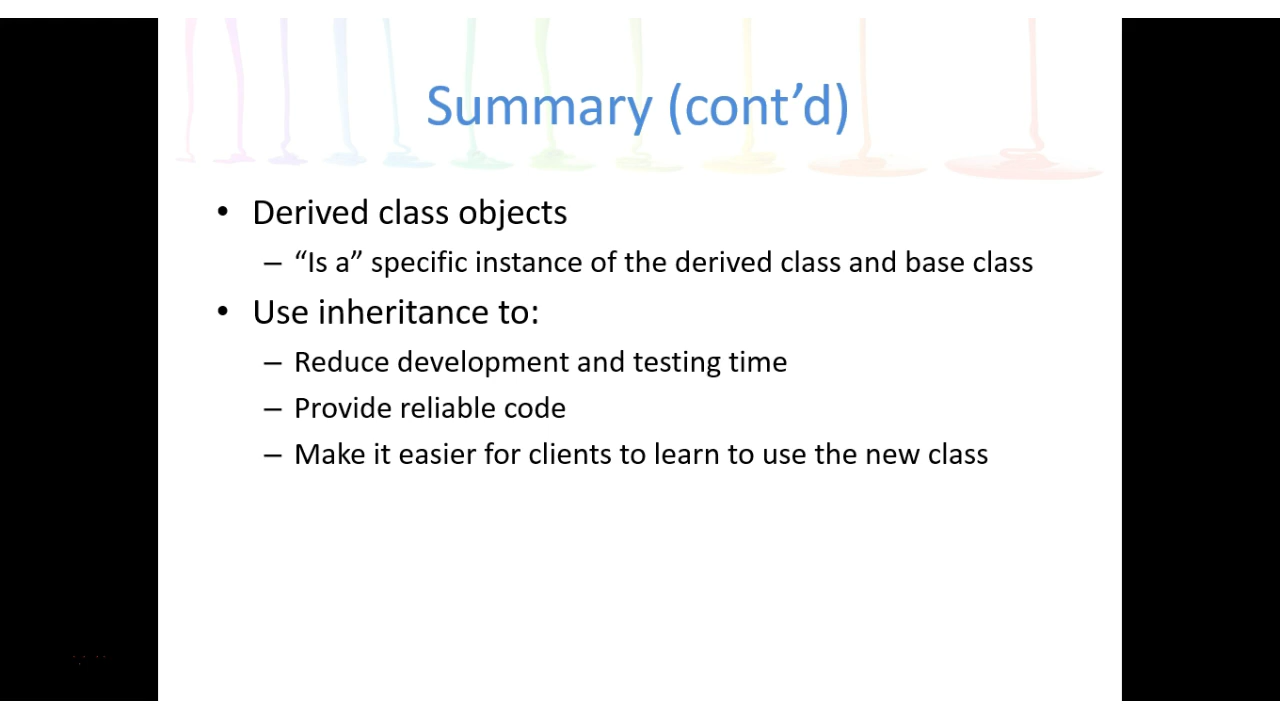 Summary (cont’d)
• Derived class objects
– “Is a” specific instance of the derived class and base class
• Use inheritance to:
– Reduce development and testing time
– Provide reliable code
– Make it easier for clients to learn to use the new class